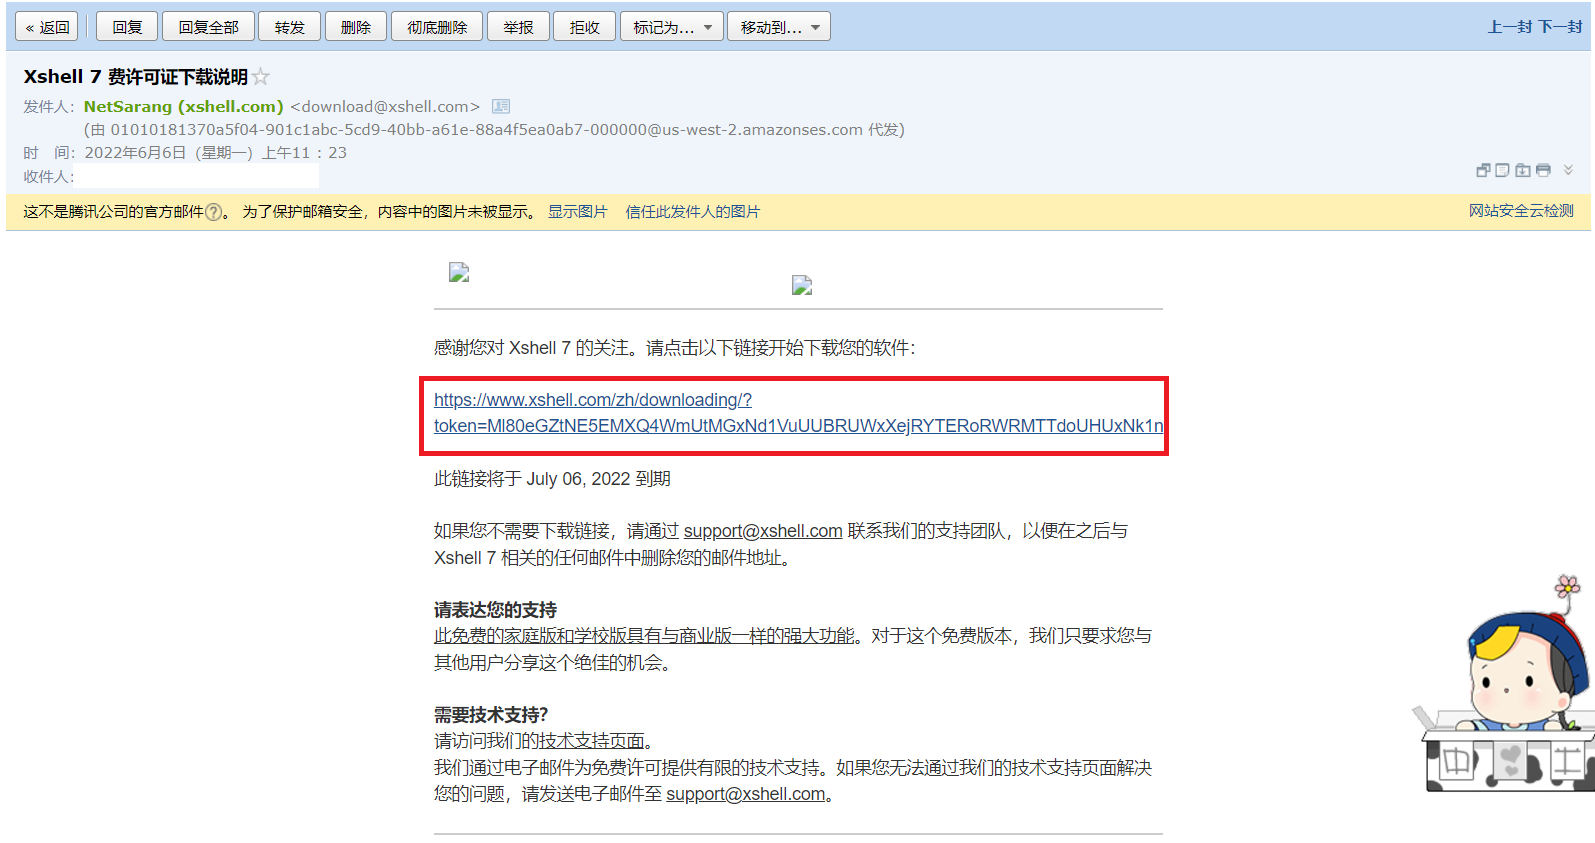 « 返回 回复 回复全部 转发 删除 彻底删除 举报 拒收 标记为... 移动到... 上一封 下一封
Xshell 7 费许可证下载说明
发件人: NetSarang (xshell.com) <download@xshell.com>
(由 01010181370a5f04-901c1abc-5cd9-40bb-a61e-88a4f5ea0ab7-000000@us-west-2.amazonses.com 代发)
时 间: 2022年6月6日 (星期一) 上午11 : 23
收件人:
这不是腾讯公司的官方邮件?。 为了保护邮箱安全，内容中的图片未被显示。 显示图片 信任此发件人的图片 网站安全云检测
感谢您对 Xshell 7 的关注。请点击以下链接开始下载您的软件：
https://www.xshell.com/zh/downloading/?
token=Ml80eGZtNE5EMXQ4WmUtMGxNd1VuUUBRUWxXejRYTERoRWRMTTdoUHUxNk1n
此链接将于 July 06, 2022 到期
如果您不需要下载链接，请通过 support@xshell.com 联系我们的支持团队，以便在之后与
Xshell 7 相关的任何邮件中删除您的邮件地址。
请表达您的支持
此免费的家庭版和学校版具有与商业版一样的强大功能。对于这个免费版本，我们只要求您与
其他用户分享这个绝佳的机会。
需要技术支持?
请访问我们的技术支持页面。
我们通过电子邮件为免费许可提供有限的技术支持。如果您无法通过我们的技术支持页面解决
您的问题，请发送电子邮件至 support@xshell.com。